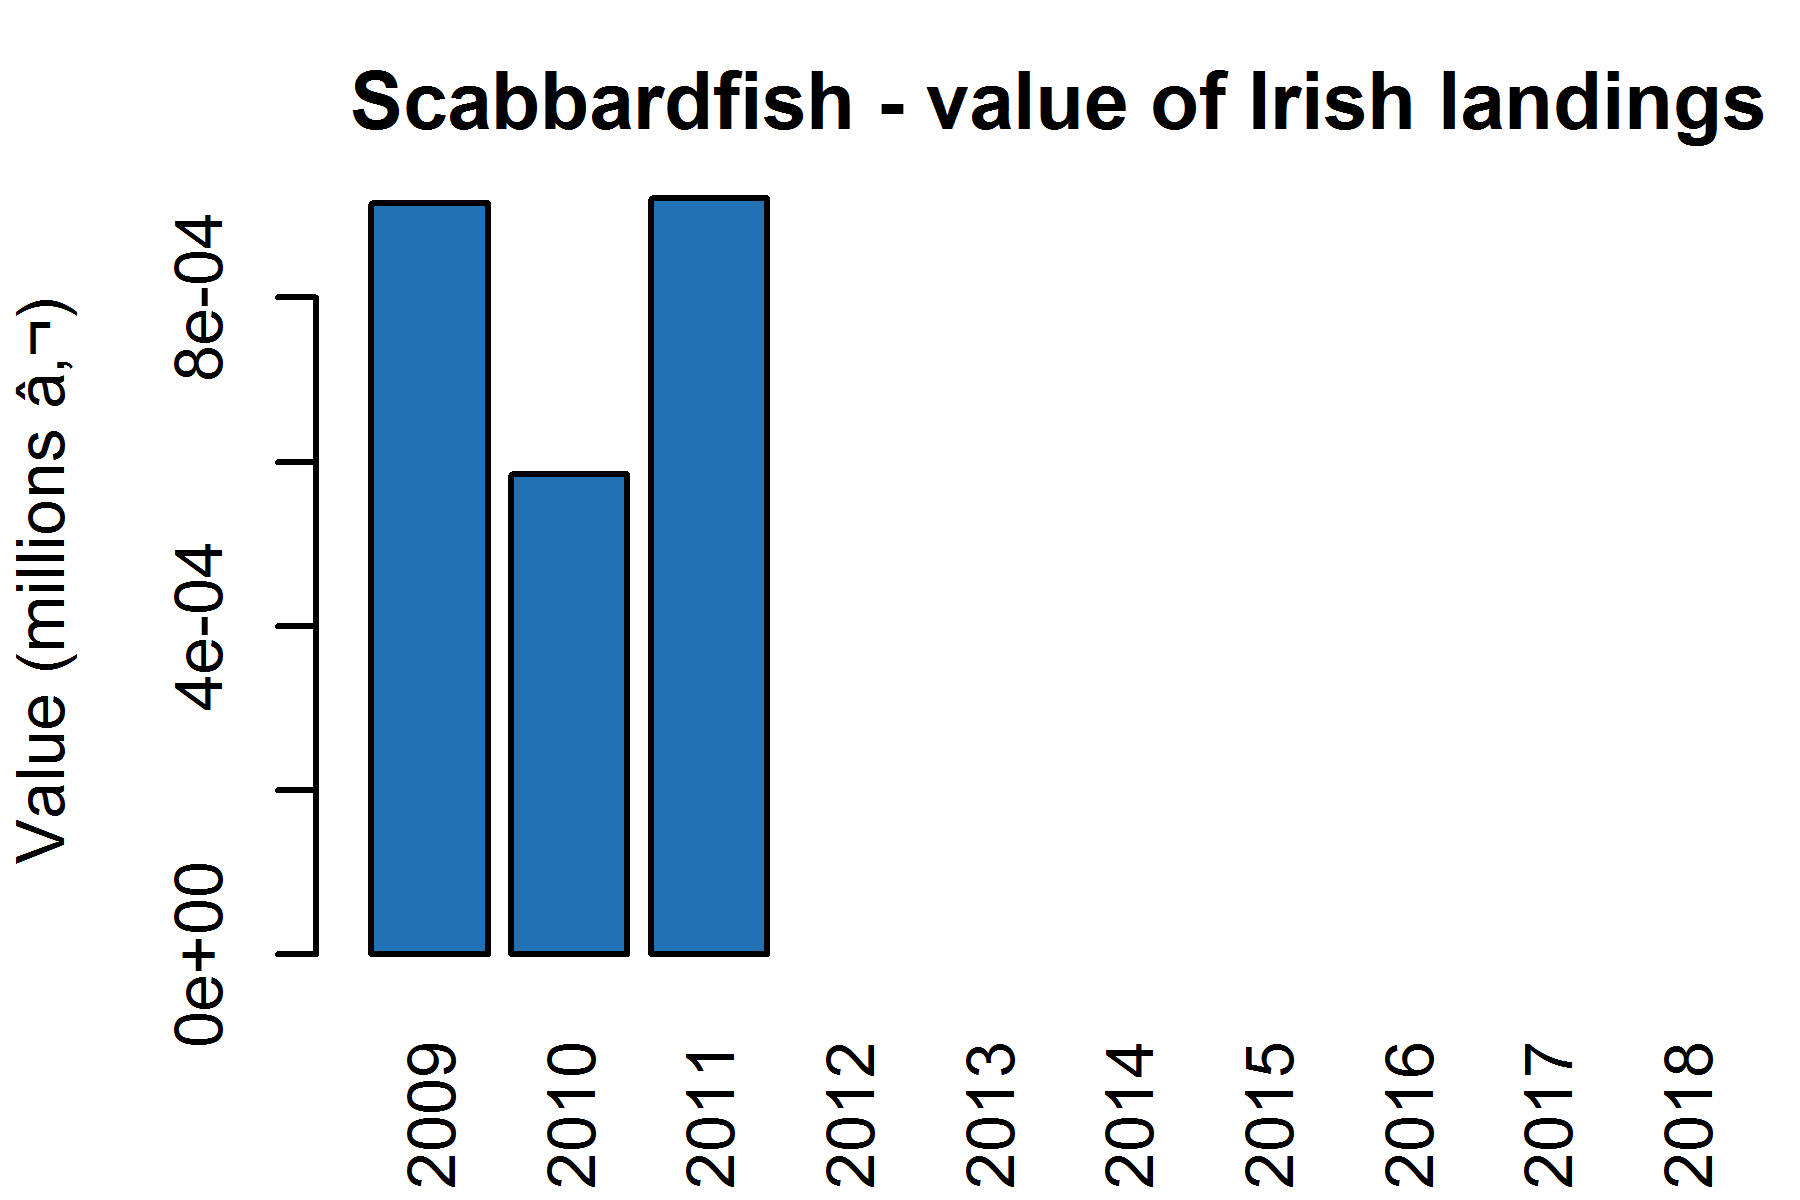 Scabbardfish - value of Irish landings
Value (millions â‚¬)
8e-04
4e-04
0e+00
2009
2010
2011
2012
2013
2014
2015
2016
2017
2018